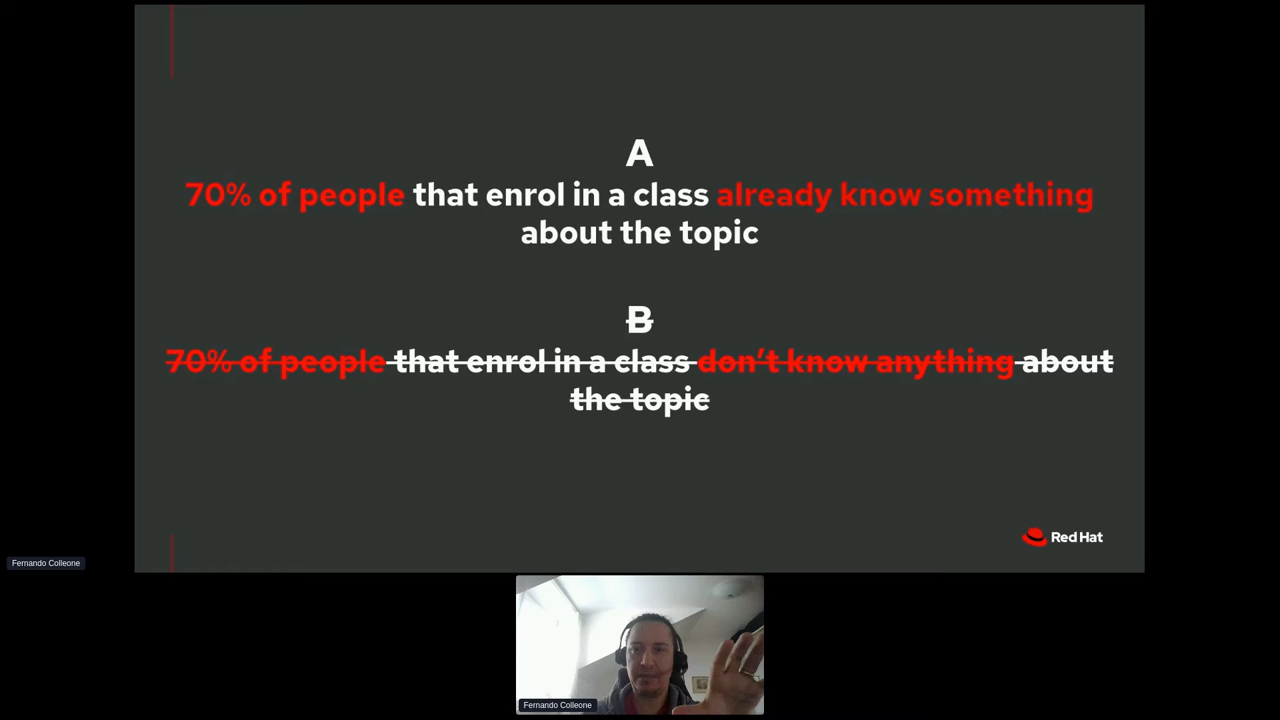 A
70% of people that enrol in a class already know something
about the topic
B
70% of people that enrol in a class don’t know anything about
the topic
Red Hat
Fernando Colleone
Fernando Colleone